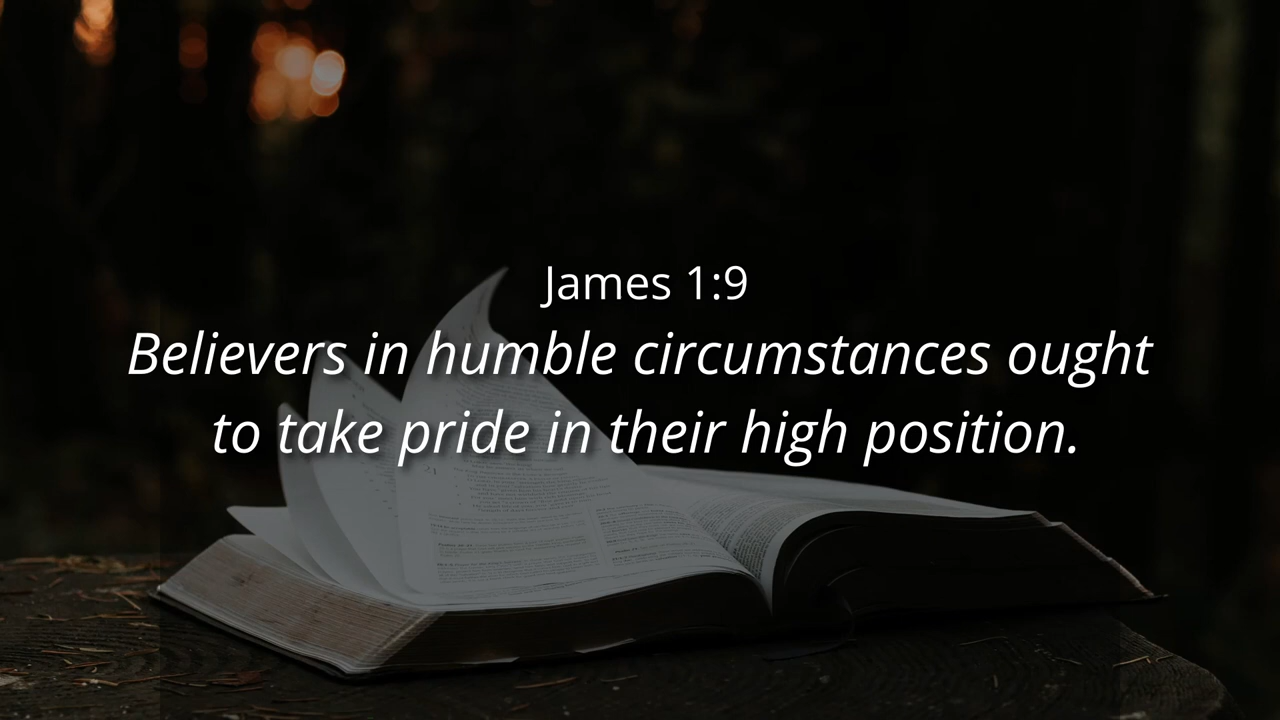 James 1:9
Believers in humble circumstances ought
to take pride in their high position.